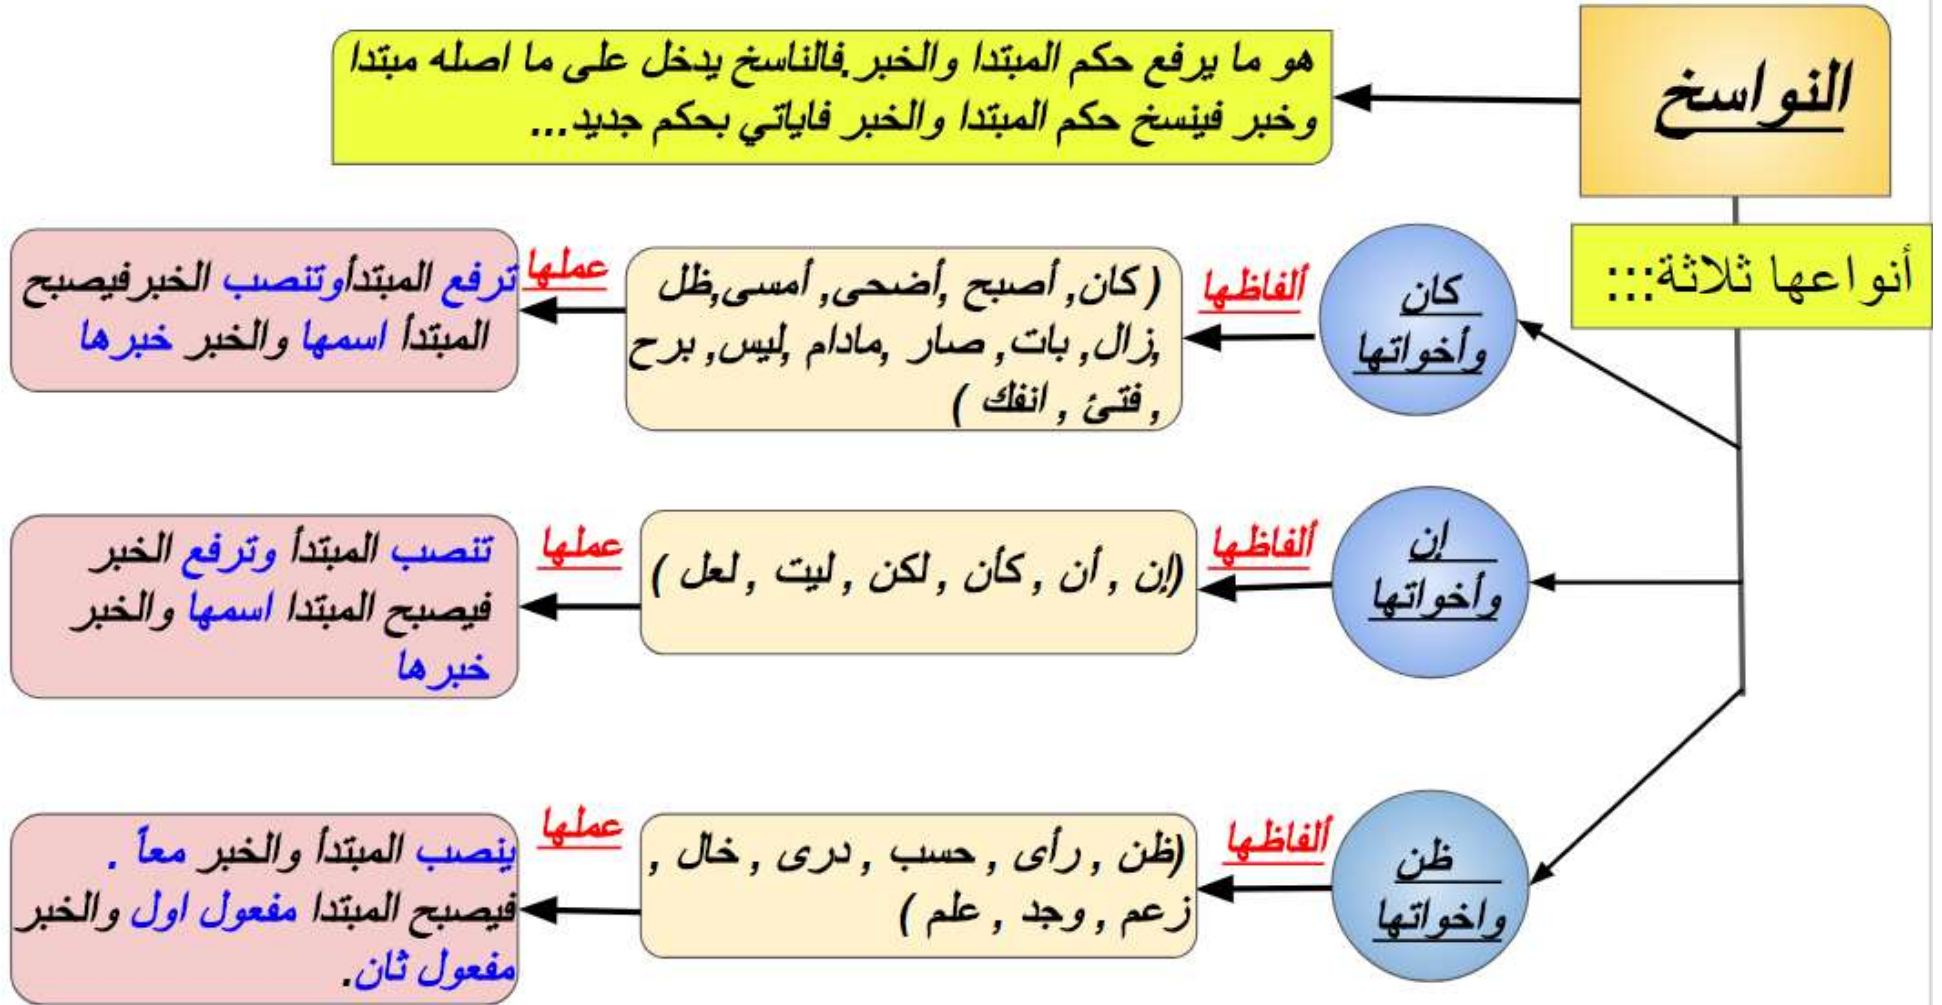 النواسخ
هو ما يرفع حكم المبتدا والخبر.فالناسخ يدخل على ما اصله مبتدا
وخبر فينسخ حكم المبتدا والخبر فاياتي بحكم جديد...
أنواعها ثلاثة:::
كان
وأخواتها
ألفاظها
( كان, أصبح ,أضحى, أمسى,ظل
,زال, بات, صار ,مادام ,ليس, برح
, فتئ , انفك )
عملها
ترفع المبتدأوتنصب الخبرفيصبح
المبتدأ اسمها والخبر خبرها
إن
وأخواتها
ألفاظها
(إن , أن , كأن , لكن , ليت , لعل )
عملها
تنصب المبتدأ وترفع الخبر
فيصبح المبتدا اسمها والخبر
خبرها
ظن
واخواتها
ألفاظها
(ظن , رأى , حسب , درى , خال ,
زعم , وجد , علم )
عملها
ينصب المبتدأ والخبر معاً .
فيصبح المبتدا مفعول اول والخبر
مفعول ثان.